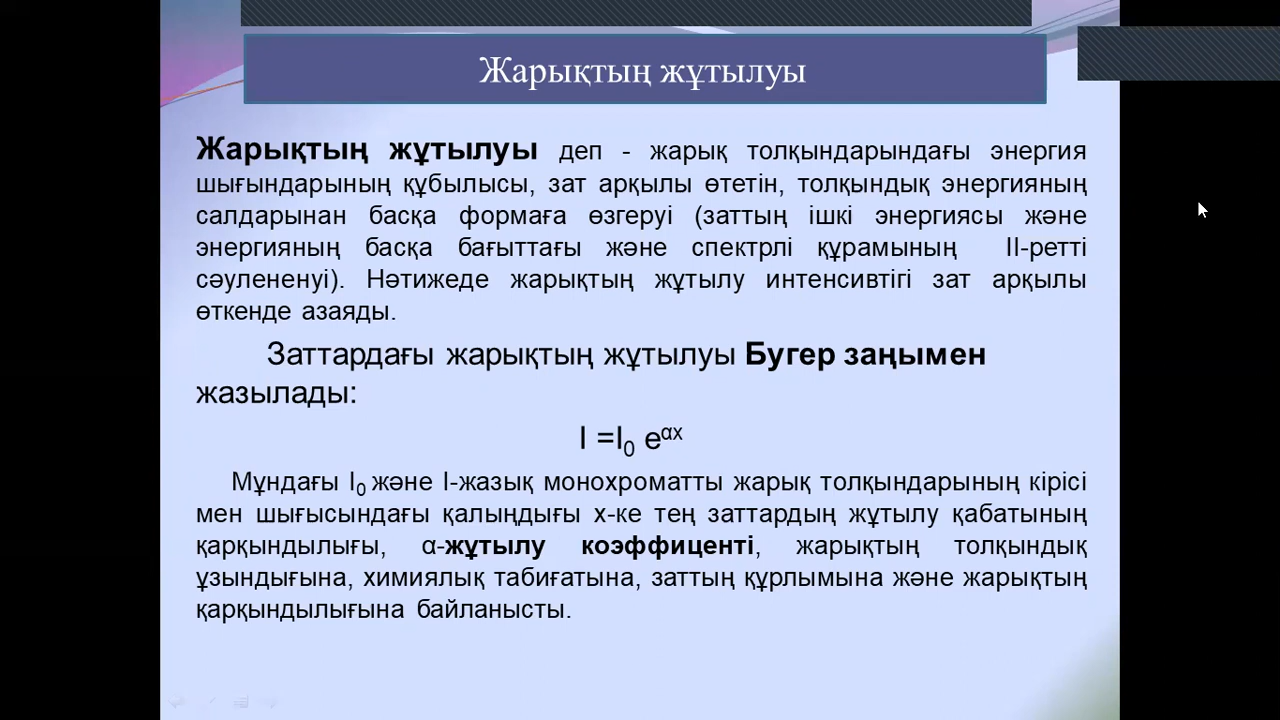 Жарықтың жұтылуы
Жарықтың жұтылуы деп - жарық толқындарындағы энергия
шығындарының құбылысы, зат арқылы өтетін, толқындық энергияның
салдарынан басқа формаға өзгеруі (заттың ішкі энергиясы және
энергияның басқа бағыттағы және спектрлі құрамының II-ретті
сәулененуі). Нәтижеде жарықтың жұтылу интенсивтігі зат арқылы
өткенде азаяды.
Заттардағы жарықтың жұтылуы Бугер заңымен
жазылады:
I =I₀ eᵅˣ
Мұндағы I₀ және I-жазық монохроматты жарық толқындарының кірісі
мен шығысындағы қалыңдығы х-ке тең заттардың жұтылу қабатының
қарқындылығы, α-жұтылу коэффиценті, жарықтың толқындық
ұзындығына, химиялық табиғатына, заттың құрлымына және жарықтың
қарқындылығына байланысты.